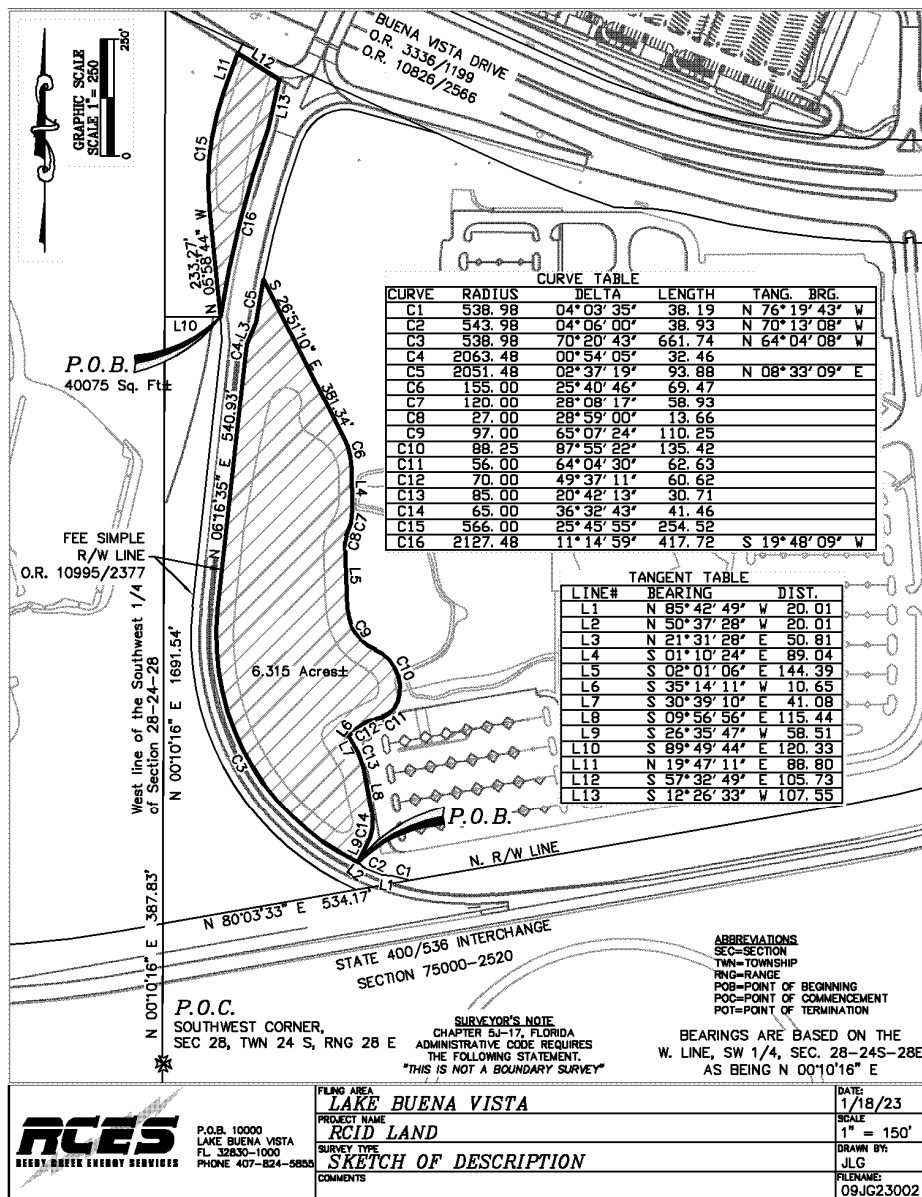 BUENA VISTA DRIVE
O.R. 3336/1199
O.R. 10826/2566
GRAPHIC SCALE
SCALE 1" = 250
0
250'
L11
L12
L13
C15
C16
233.27'
N 05°58'44" W
L10
P.O.B.
40075 Sq. Ft±
C5
L3
C4
S 26°51'10" E 381.34'
C6
L4
C7
C8
L5
C9
C10
C11
C12
L6
L7
C13
L8
C14
L9
N 06°16'35" E 540.93'
FEE SIMPLE
R/W LINE
O.R. 10995/2377
West line of the Southwest 1/4
of Section 28-24-28
N 00°10'16" E 1691.54'
6.315 Acres±
C3
P.O.B.
C2
C1
L2
L1
N. R/W LINE
N 80°03'33" E 534.17'
N 00°10'16" E 387.83'
STATE 400/536 INTERCHANGE
SECTION 75000-2520
P.O.C.
SOUTHWEST CORNER,
SEC 28, TWN 24 S, RNG 28 E
CURVE TABLE
CURVE RADIUS DELTA LENGTH TANG. BRG.
C1 538.98 04°03'35" 38.19 N 76°19'43" W
C2 543.98 04°06'00" 38.93 N 70°13'08" W
C3 538.98 70°20'43" 661.74 N 64°04'08" W
C4 2063.48 00°54'05" 32.46
C5 2051.48 02°37'19" 93.88 N 08°33'09" E
C6 155.00 25°40'46" 69.47
C7 120.00 28°08'17" 58.93
C8 27.00 28°59'00" 13.66
C9 97.00 65°07'24" 110.25
C10 88.25 87°55'22" 135.42
C11 56.00 64°04'30" 62.63
C12 70.00 49°37'11" 60.62
C13 85.00 20°42'13" 30.71
C14 65.00 36°32'43" 41.46
C15 566.00 25°45'55" 254.52
C16 2127.48 11°14'59" 417.72 S 19°48'09" W
TANGENT TABLE
LINE# BEARING DIST.
L1 N 85°42'49" W 20.01
L2 N 50°37'28" W 20.01
L3 N 21°31'28" E 50.81
L4 S 01°10'24" E 89.04
L5 S 02°01'06" E 144.39
L6 S 35°14'11" W 10.65
L7 S 30°39'10" E 41.08
L8 S 09°56'56" E 115.44
L9 S 26°35'47" W 58.51
L10 S 89°49'44" E 120.33
L11 N 19°47'11" E 88.80
L12 S 57°32'49" E 105.73
L13 S 12°26'33" W 107.55
SURVEYOR'S NOTE
CHAPTER 5J-17, FLORIDA
ADMINISTRATIVE CODE REQUIRES
THE FOLLOWING STATEMENT.
"THIS IS NOT A BOUNDARY SURVEY"
ABBREVIATIONS
SEC=SECTION
TWN=TOWNSHIP
RNG=RANGE
POB=POINT OF BEGINNING
POC=POINT OF COMMENCEMENT
POT=POINT OF TERMINATION
BEARINGS ARE BASED ON THE
W. LINE, SW 1/4, SEC. 28-24S-28E
AS BEING N 00°10'16" E
RCES
REEDY CREEK ENERGY SERVICES
P.O.B. 10000
LAKE BUENA VISTA
FL 32830-1000
PHONE 407-824-5855
FILING AREA
LAKE BUENA VISTA
PROJECT NAME
RCID LAND
SURVEY TYPE
SKETCH OF DESCRIPTION
COMMENTS
DATE:
1/18/23
SCALE
1" = 150'
DRAWN BY:
JLG
FILENAME:
09JG23002